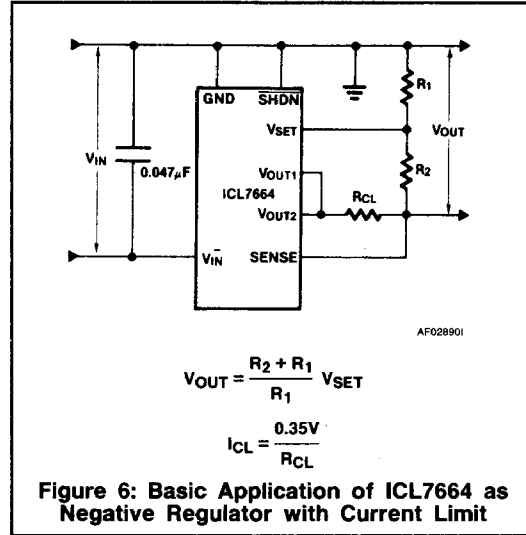 GND
SHDN
R1
VSET
VOUT
VIN
0.047μF
VOUT1
R2
ICL7664
RCL
VOUT2
VIN-
SENSE
AF02890I
VOUT = R2 + R1 / R1 VSET
ICL = 0.35V / RCL
Figure 6: Basic Application of ICL7664 as
Negative Regulator with Current Limit